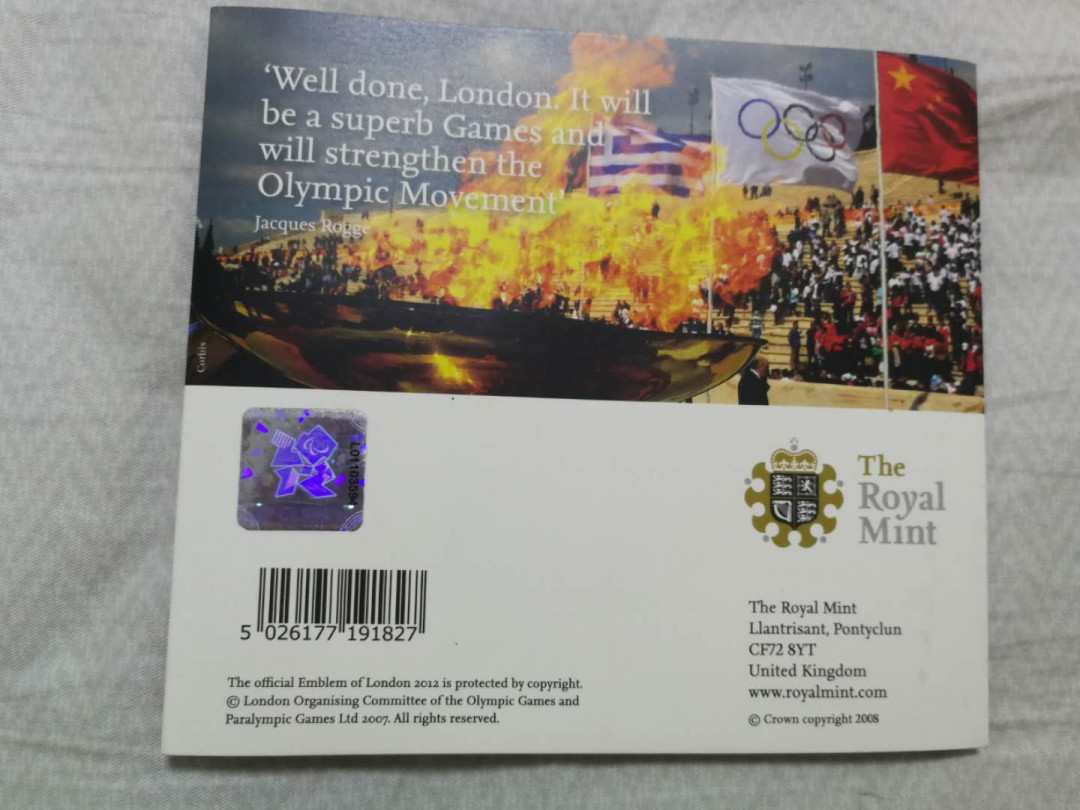 ‘Well done, London. It will
be a superb Games and
will strengthen the
Olympic Movement’
Jacques Rogge
Corbis
L01103594
The
Royal
Mint
5 026177 191827
The Royal Mint
Llantrisant, Pontyclun
CF72 8YT
United Kingdom
www.royalmint.com
© Crown copyright 2008
The official Emblem of London 2012 is protected by copyright.
© London Organising Committee of the Olympic Games and
Paralympic Games Ltd 2007. All rights reserved.